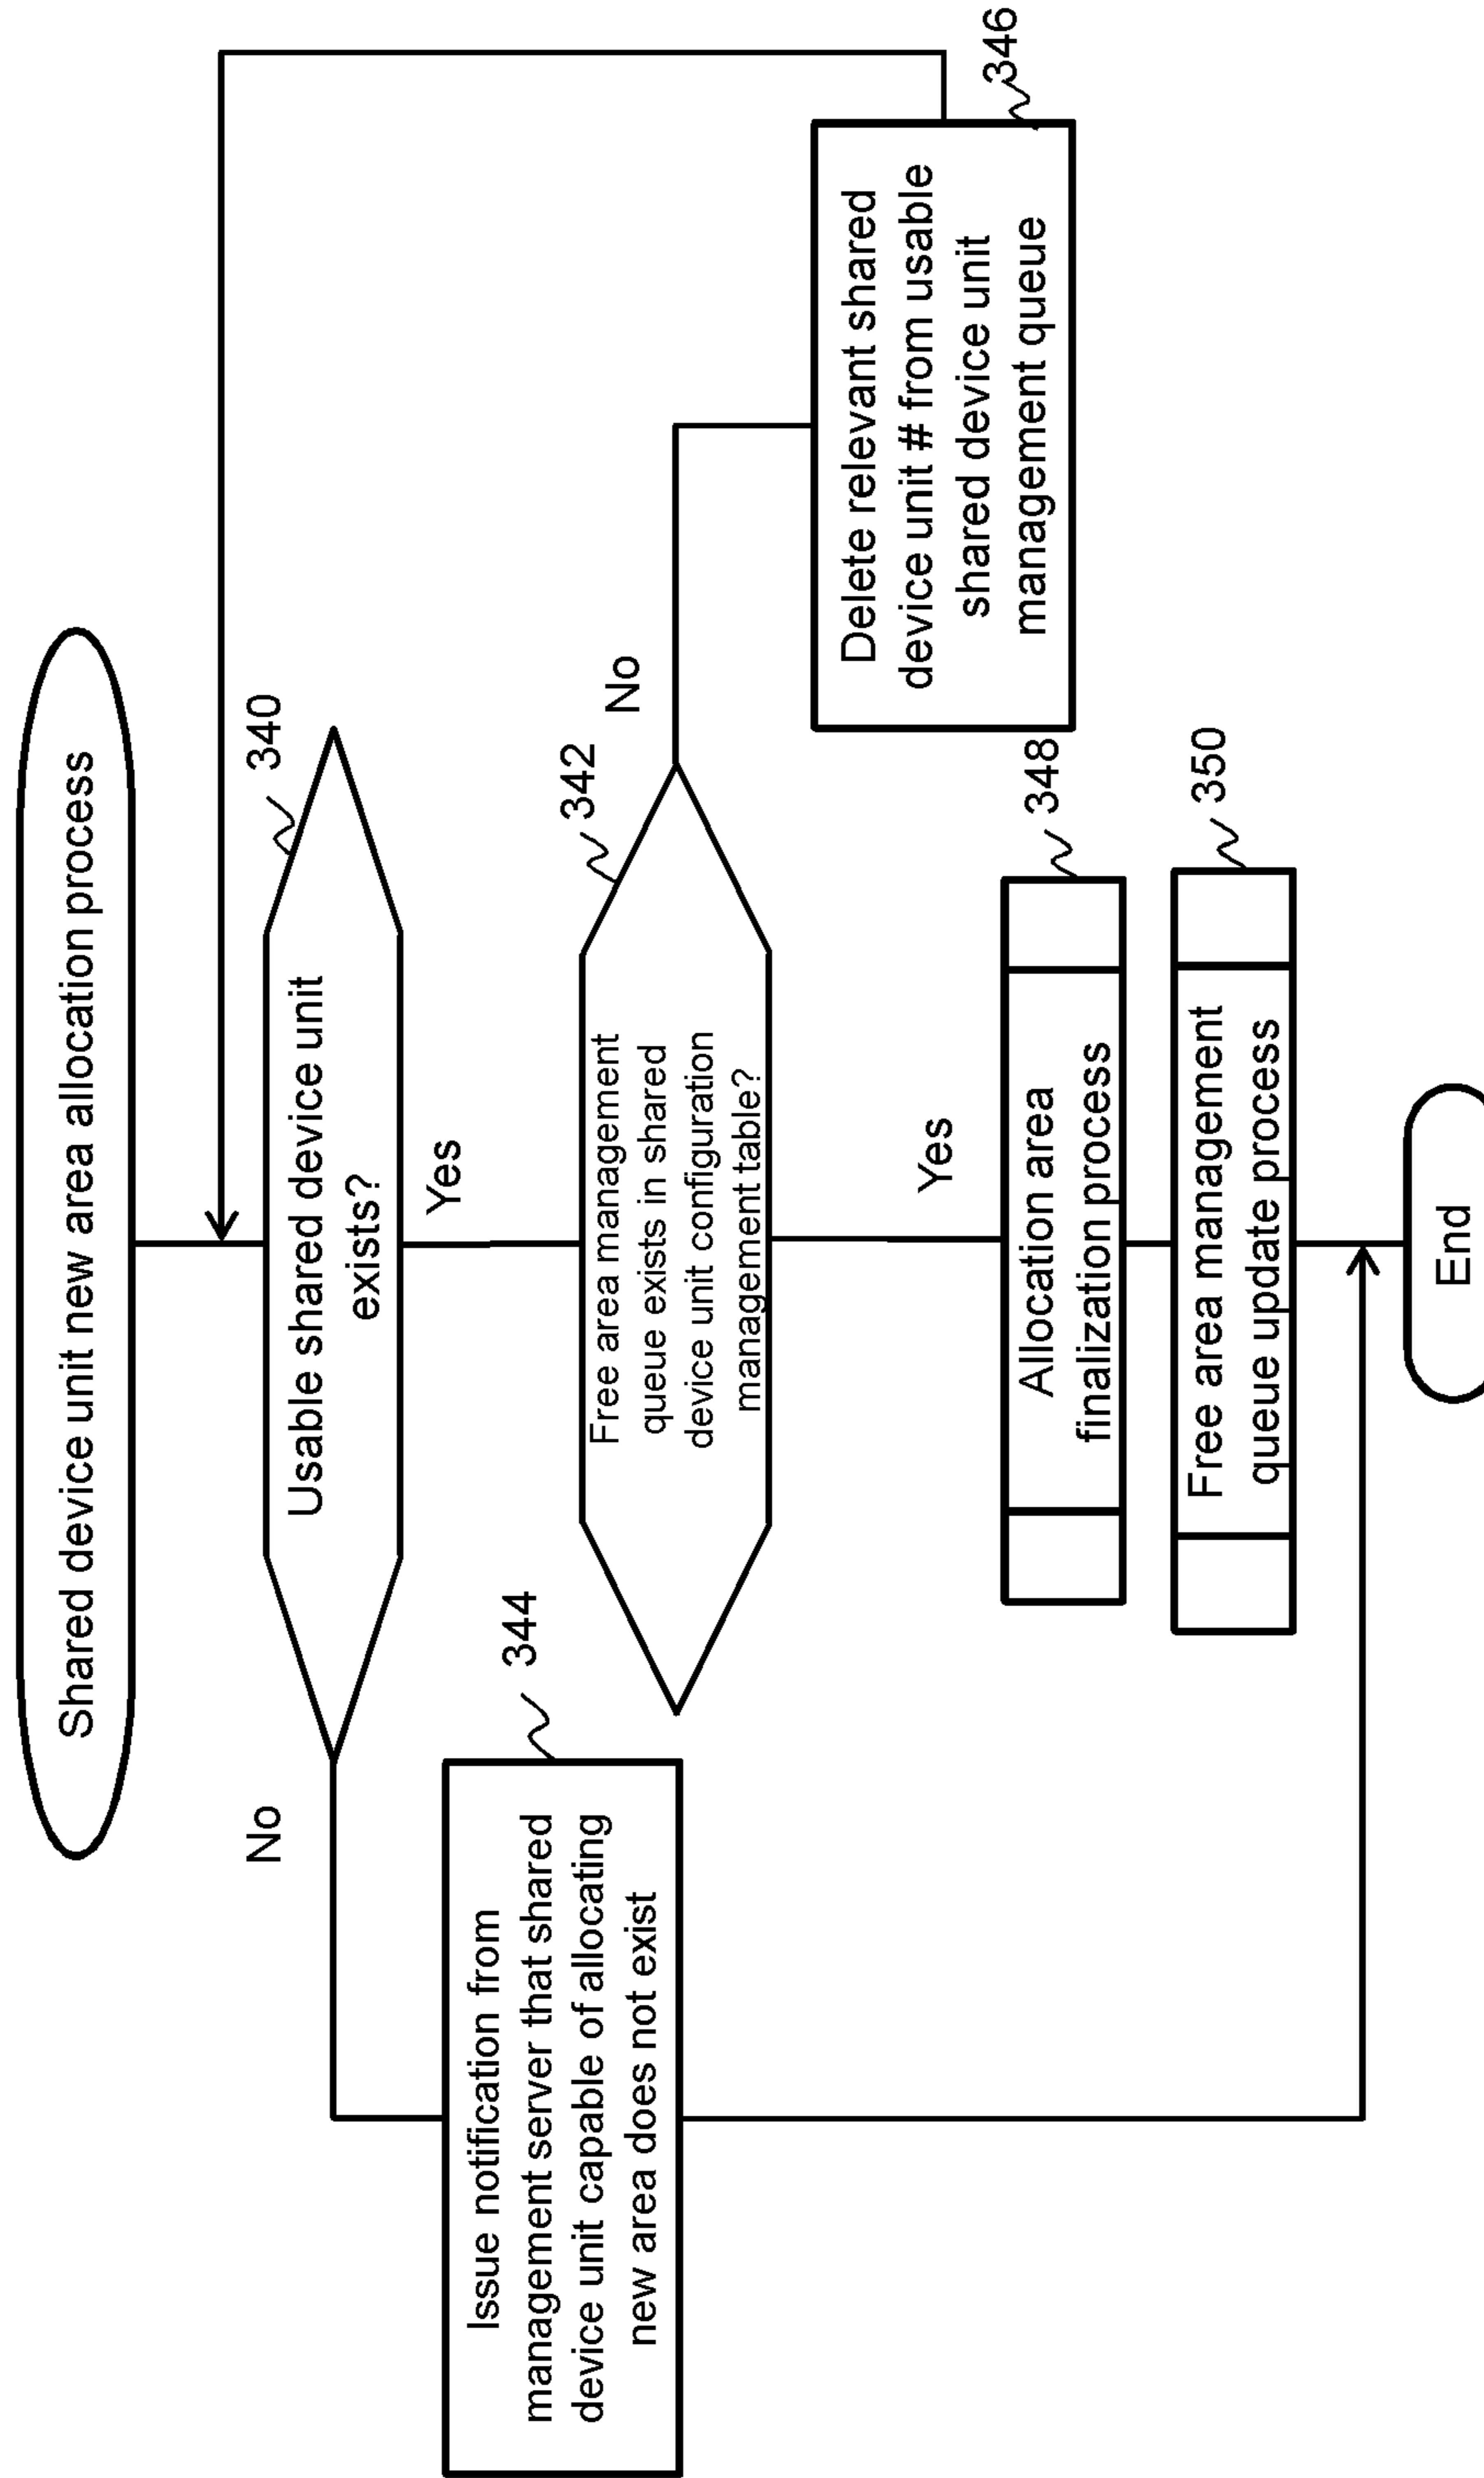 Shared device unit new area allocation process
340
Usable shared device unit
exists?
No
Yes
344
Issue notification from
management server that shared
device unit capable of allocating
new area does not exist
342
Free area management
queue exists in shared
device unit configuration
management table?
No
346
Delete relevant shared
device unit # from usable
shared device unit
management queue
Yes
348
Allocation area
finalization process
350
Free area management
queue update process
End